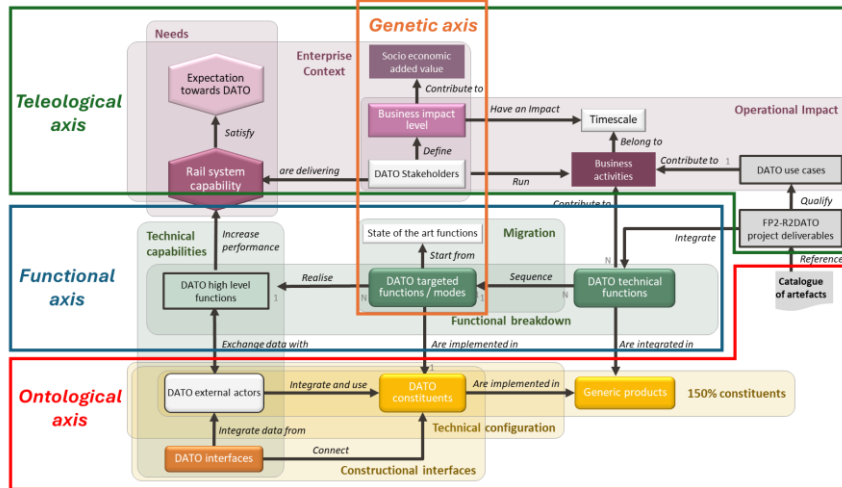 Needs
Genetic axis
Enterprise
Context
Socio economic
added value
Expectation
towards DATO
Teleological
axis
Contribute to
Have an Impact
Operational Impact
Business impact
level
Timescale
Satisfy
Define
Belong to
Rail system
capability
are delivering
DATO Stakeholders
Run
Business
activities
Contribute to
1
DATO use cases
Contribute to
Qualify
Technical
capabilities
Increase
performance
State of the art functions
Migration
FP2-R2DATO
project deliverables
Integrate
Start from
Reference
Functional
axis
Realise
Sequence
N
Catalogue
of artefacts
DATO high level
functions
1
N
DATO targeted
functions / modes
1
N
DATO technical
functions
Functional breakdown
Exchange data with
Are implemented in
Are integrated in
Ontological
axis
1
DATO external actors
Integrate and use
DATO
constituents
Are implemented in
Generic products
150% constituents
Integrate data from
Technical configuration
DATO interfaces
Connect
Constructional interfaces